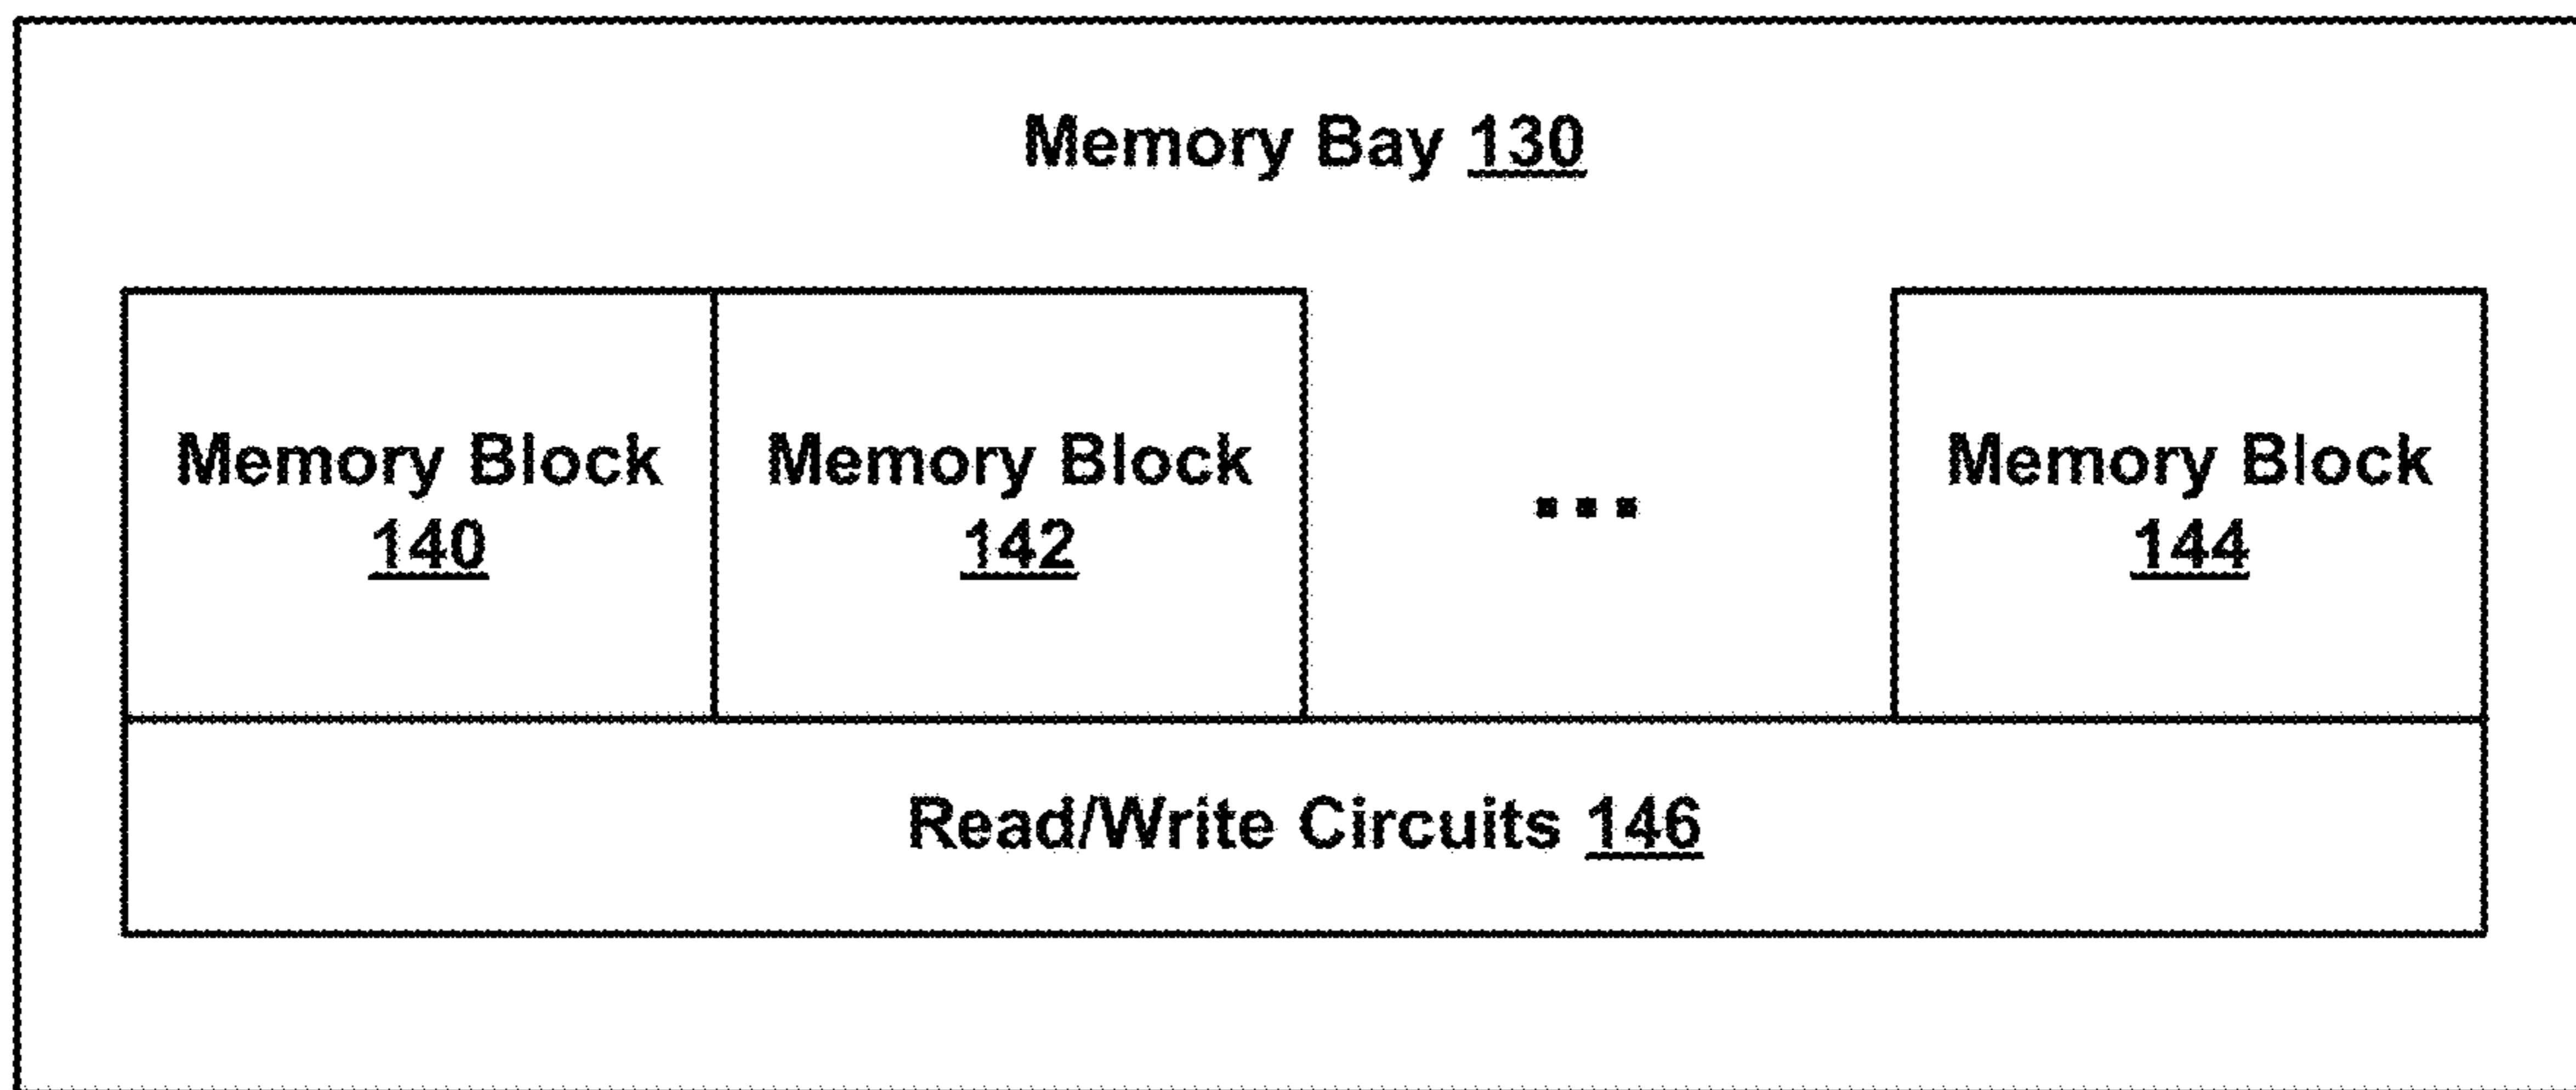 Memory Bay 130
Memory Block
140
Memory Block
142
...
Memory Block
144
Read/Write Circuits 146